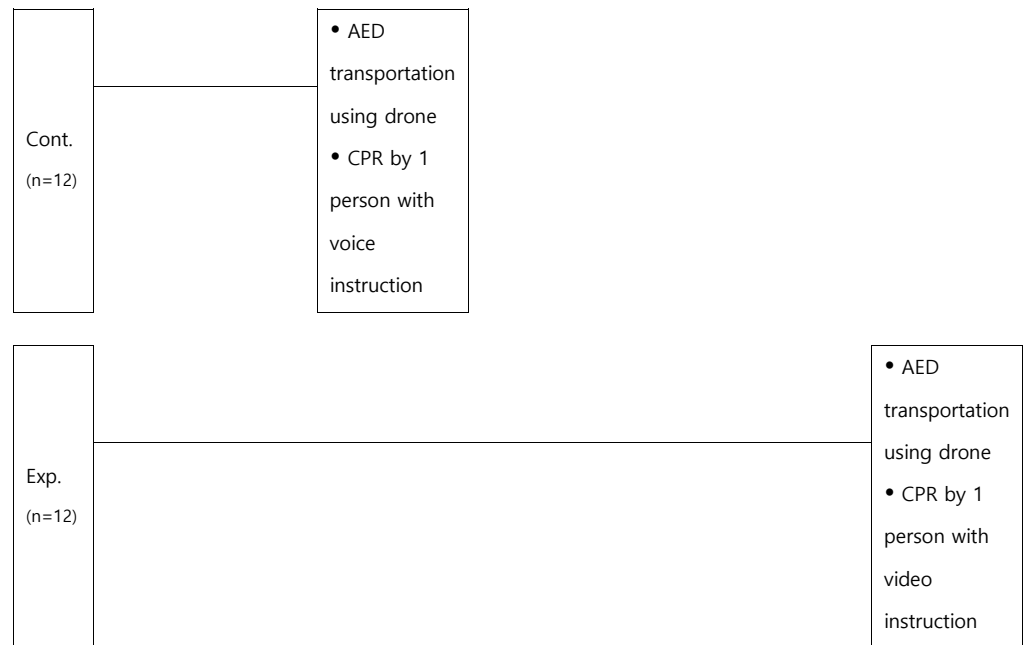 Cont.
(n=12)
• AED
transportation
using drone
• CPR by 1
person with
voice
instruction
Exp.
(n=12)
• AED
transportation
using drone
• CPR by 1
person with
video
instruction